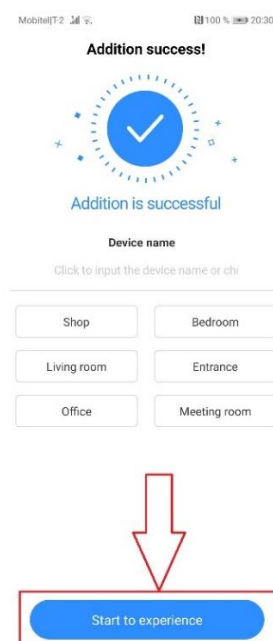 Mobitel|T-2 100 % 20:30
Addition success!
Addition is successful
Device name
Click to input the device name or ch
Shop Bedroom
Living room Entrance
Office Meeting room
Start to experience